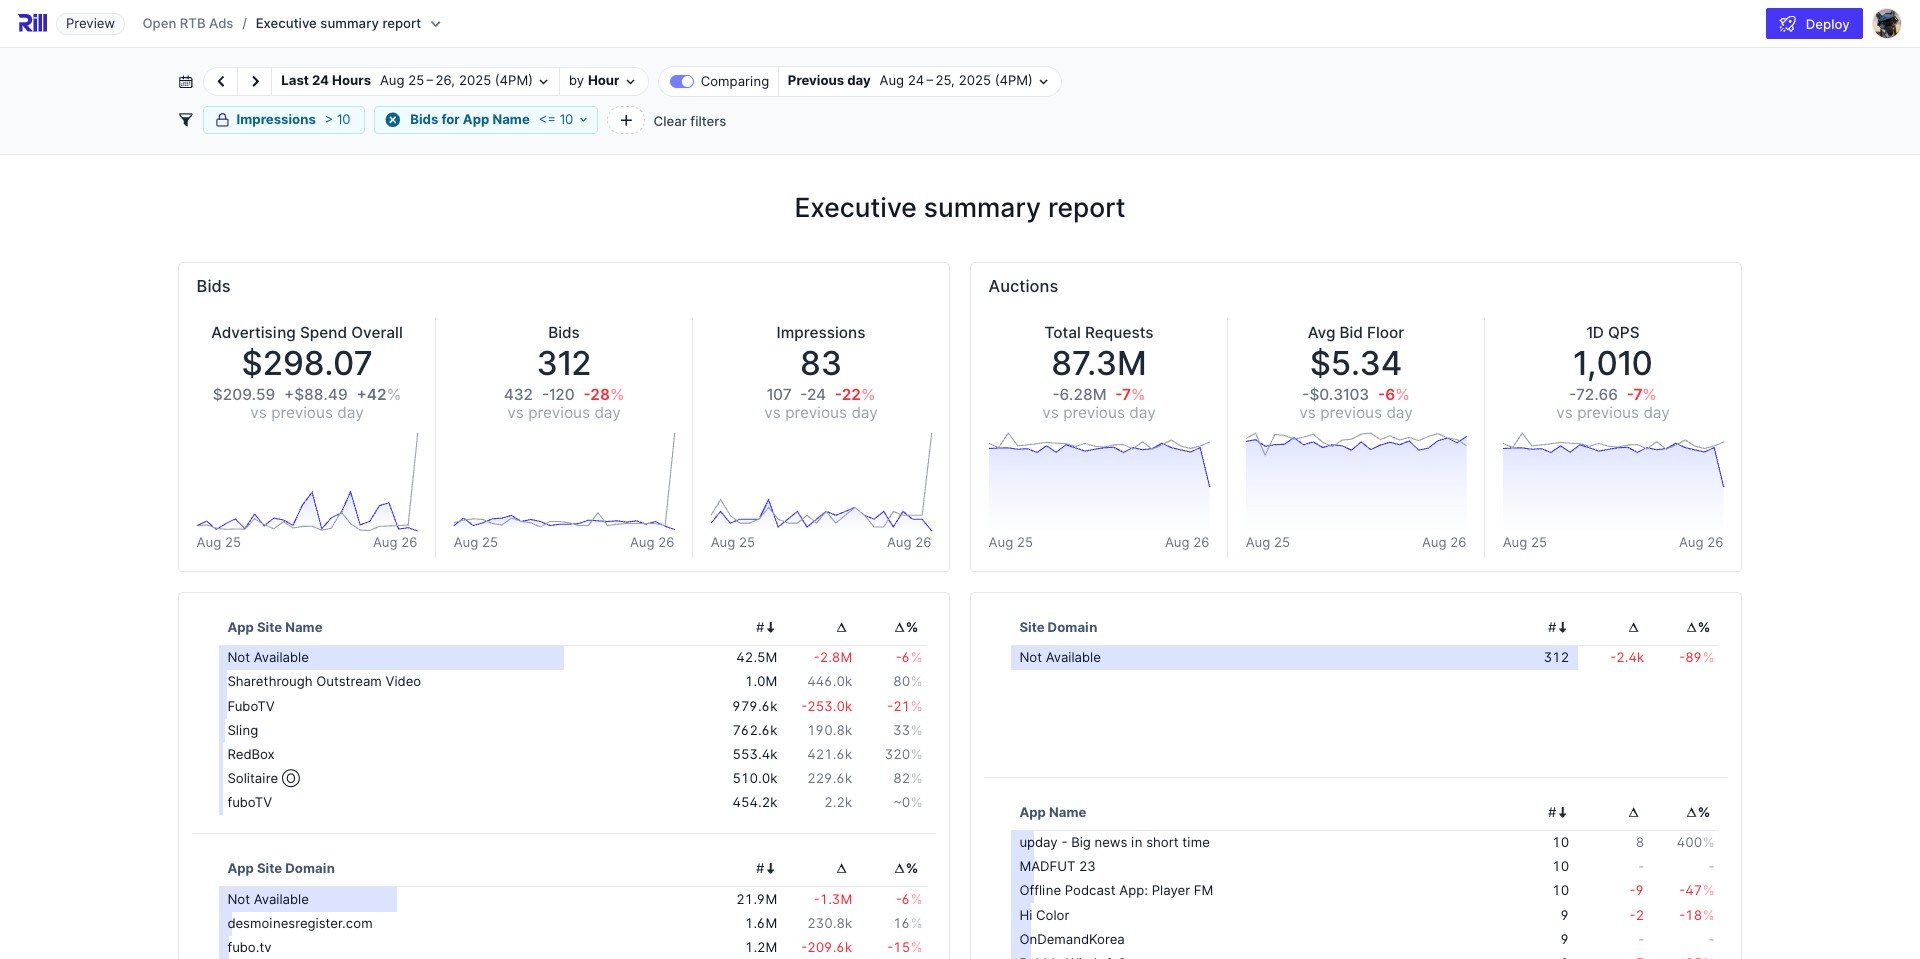 Rill Preview Open RTB Ads / Executive summary report Deploy
Last 24 Hours Aug 25–26, 2025 (4PM) by Hour Comparing Previous day Aug 24–25, 2025 (4PM)
Impressions > 10 Bids for App Name <= 10 + Clear filters
Executive summary report
Bids
Advertising Spend Overall
$298.07
$209.59 +$88.49 +42%
vs previous day
Aug 25 Aug 26
Bids
312
432 -120 -28%
vs previous day
Aug 25 Aug 26
Impressions
83
107 -24 -22%
vs previous day
Aug 25 Aug 26
Auctions
Total Requests
87.3M
-6.28M -7%
vs previous day
Aug 25 Aug 26
Avg Bid Floor
$5.34
-$0.3103 -6%
vs previous day
Aug 25 Aug 26
1D QPS
1,010
-72.66 -7%
vs previous day
Aug 25 Aug 26
App Site Name # Δ Δ%
Not Available 42.5M -2.8M -6%
Sharethrough Outstream Video 1.0M 446.0k 80%
FuboTV 979.6k -253.0k -21%
Sling 762.6k 190.8k 33%
RedBox 553.4k 421.6k 320%
Solitaire Ⓞ 510.0k 229.6k 82%
fuboTV 454.2k 2.2k ~0%
App Site Domain # Δ Δ%
Not Available 21.9M -1.3M -6%
desmoinesregister.com 1.6M 230.8k 16%
fubo.tv 1.2M -209.6k -15%
Site Domain # Δ Δ%
Not Available 312 -2.4k -89%
App Name # Δ Δ%
upday - Big news in short time 10 8 400%
MADFUT 23 10 - -
Offline Podcast App: Player FM 10 -9 -47%
Hi Color 9 -2 -18%
OnDemandKorea 9 - -